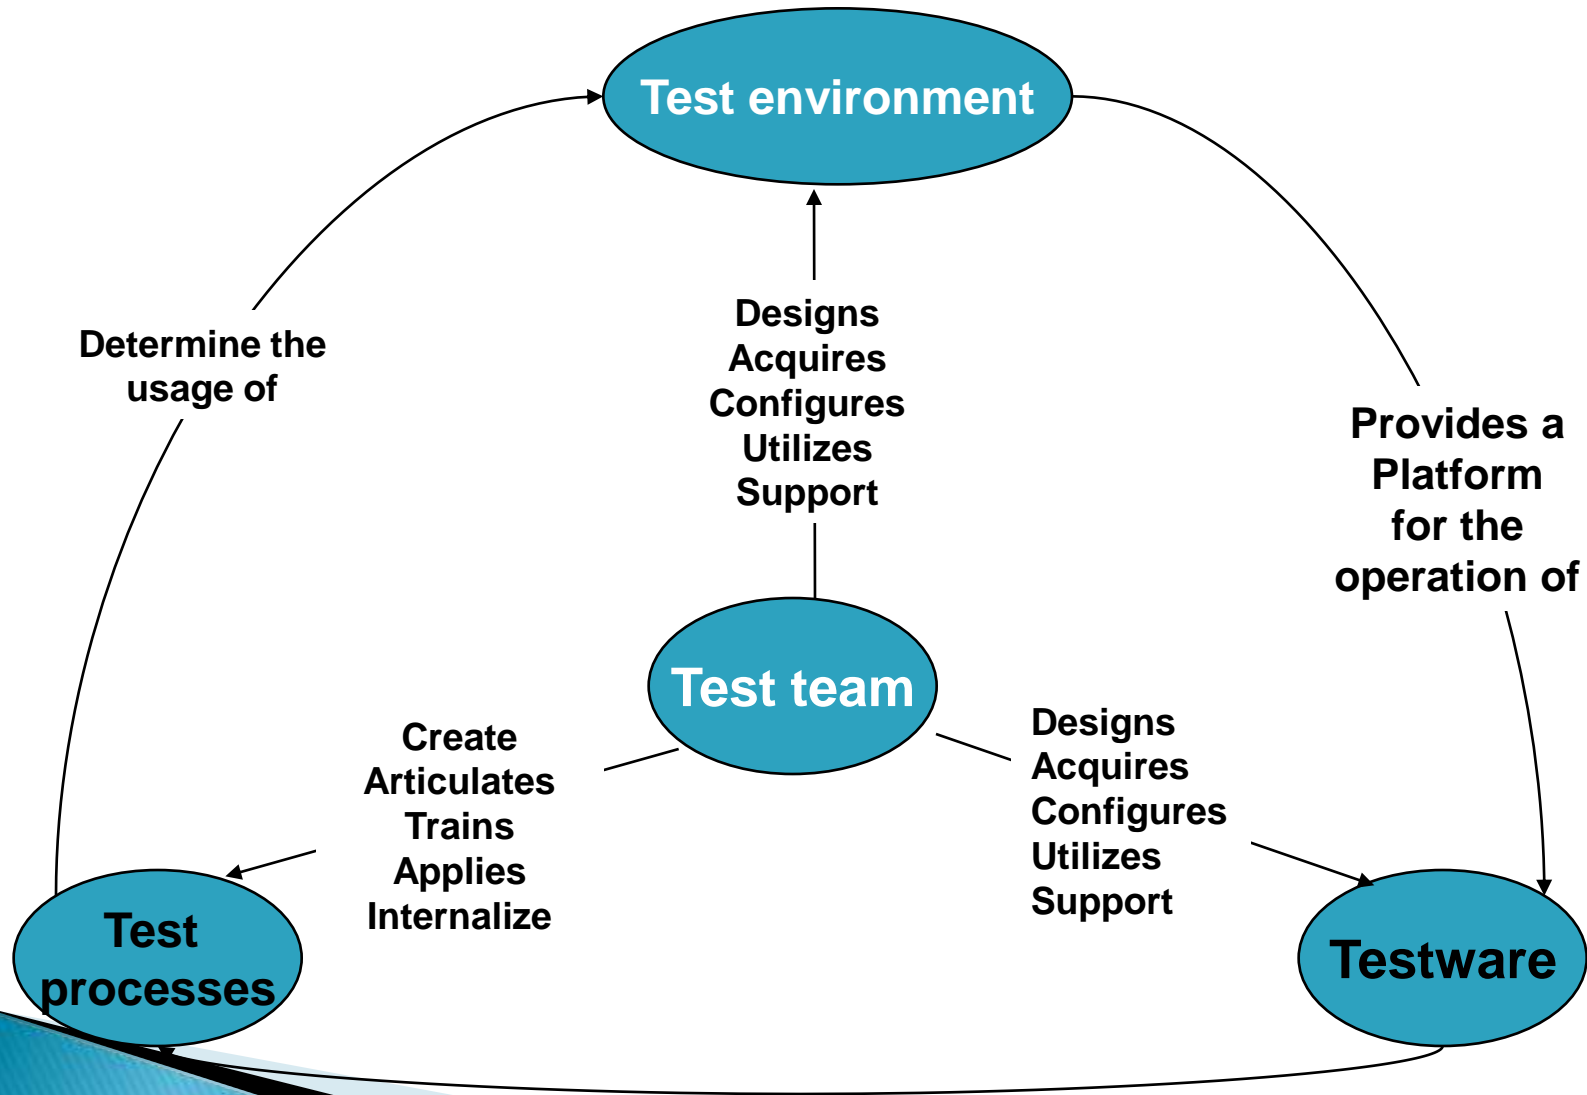 Test environment
Determine the
usage of
Designs
Acquires
Configures
Utilizes
Support
Provides a
Platform
for the
operation of
Test team
Create
Articulates
Trains
Applies
Internalize
Designs
Acquires
Configures
Utilizes
Support
Test
processes
Testware